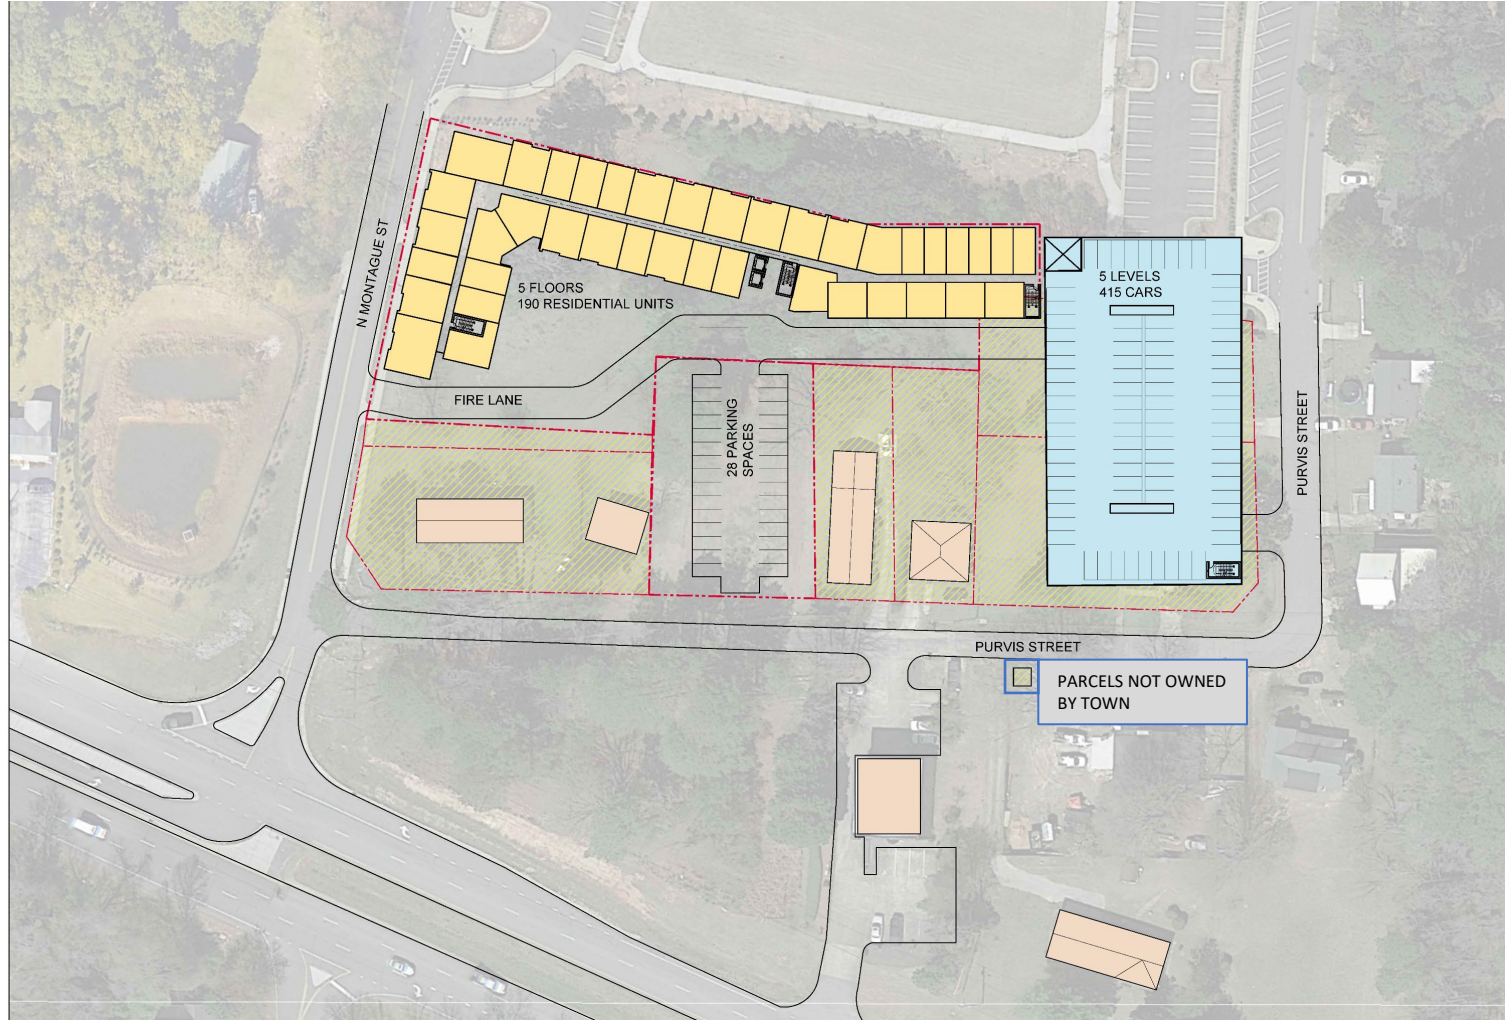 N MONTAGUE ST
5 FLOORS
190 RESIDENTIAL UNITS
5 LEVELS
415 CARS
FIRE LANE
28 PARKING
SPACES
PURVIS STREET
PURVIS STREET
PARCELS NOT OWNED
BY TOWN